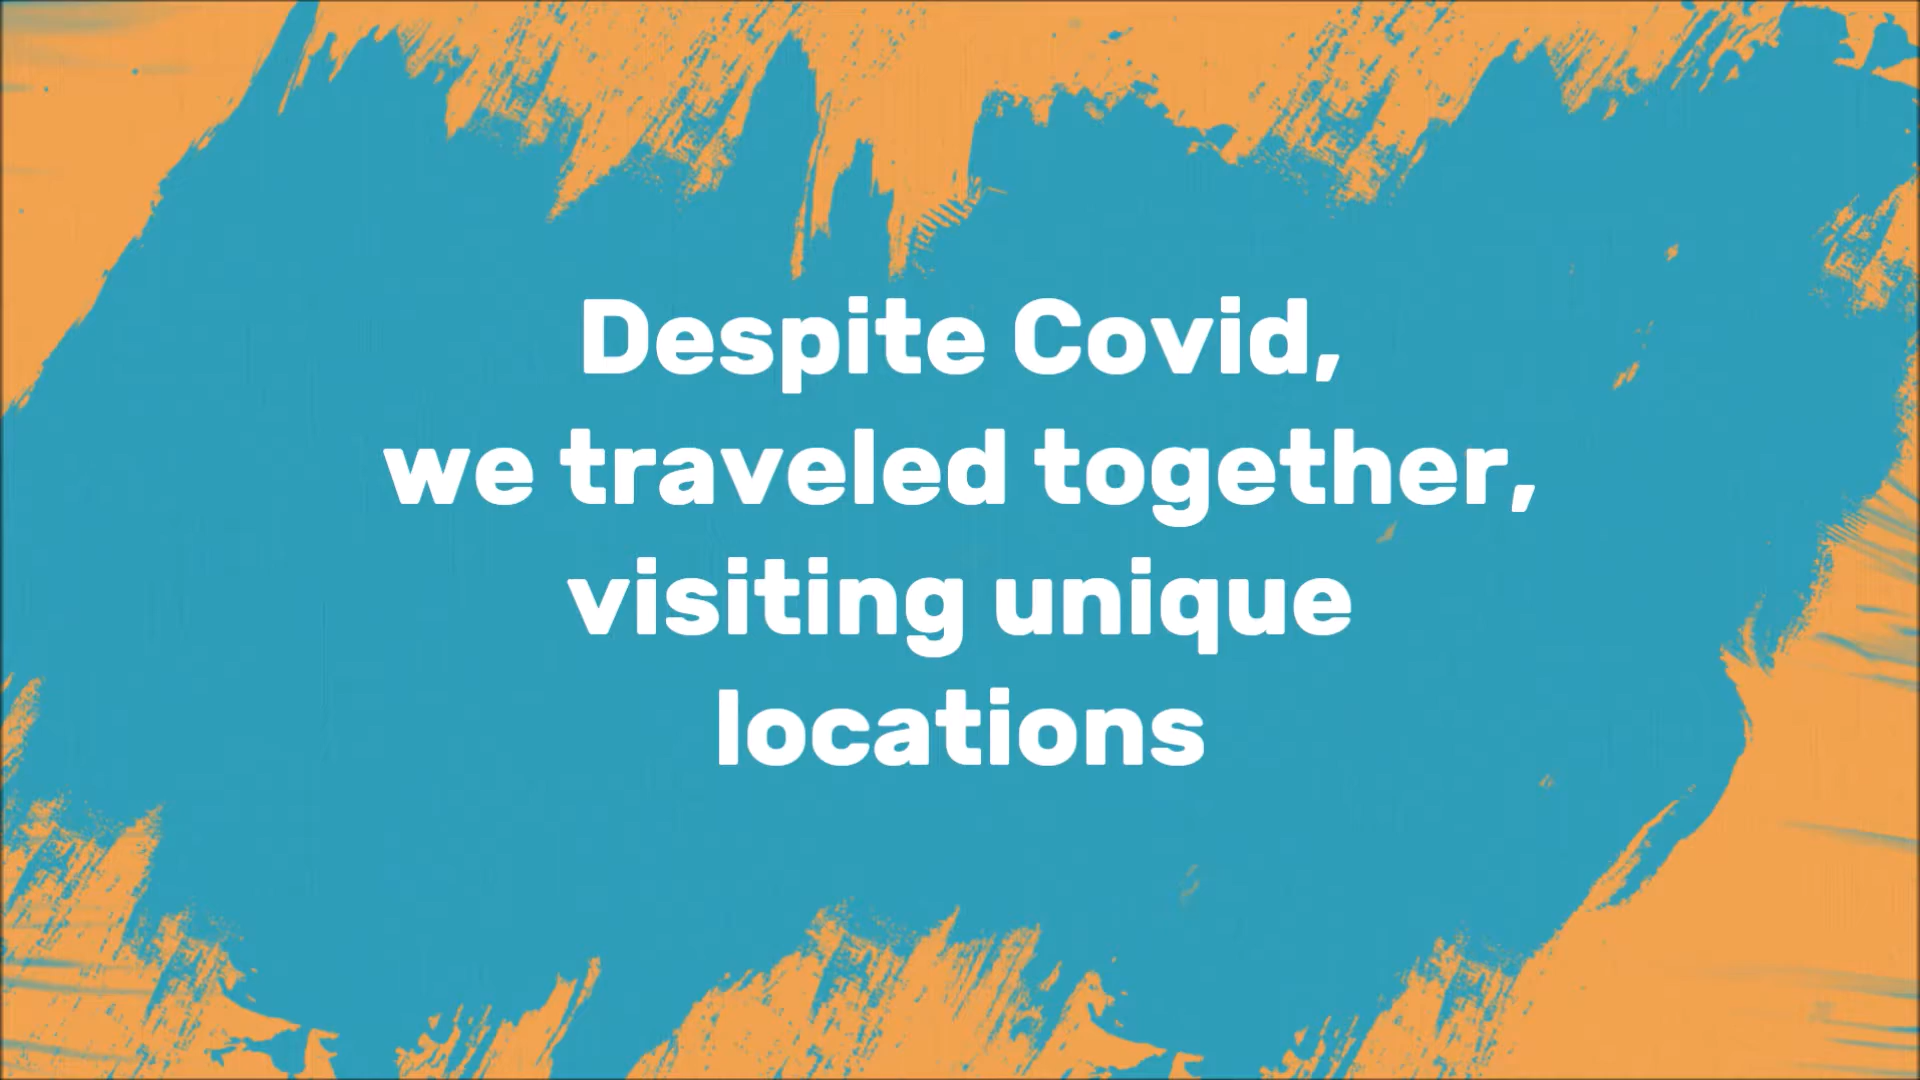 Despite Covid,
we traveled together,
visiting unique
locations